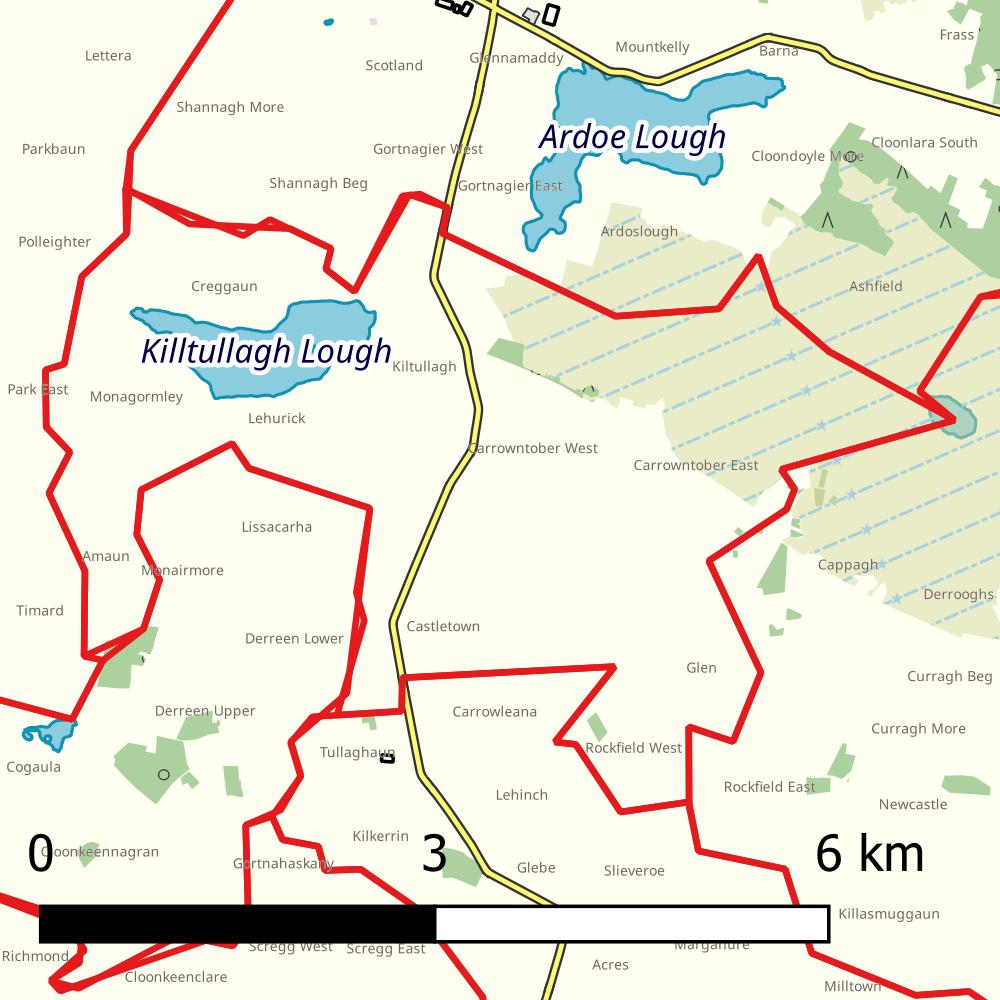 Frass
Mountkelly
Barna
Lettera
Glennamaddy
Scotland
Shannagh More
Ardoe Lough
Cloonlara South
Parkbaun
Gortnagier West
Cloondoyle More
Shannagh Beg
Gortnagier East
Ardoslough
Polleighter
Creggaun
Ashfield
Killtullagh Lough
Kiltullagh
Park East
Monagormley
Lehurick
Carrowntober West
Carrowntober East
Lissacarha
Amaun
Monairmore
Cappagh
Derrooghs
Timard
Castletown
Derreen Lower
Glen
Curragh Beg
Derreen Upper
Carrowleana
Curragh More
Tullaghaun
Rockfield West
Cogaula
Rockfield East
Lehinch
Newcastle
Kilkerrin
0 3 6 km
Cloonkeennagran
Gortnahaskany
Glebe
Slieveroe
Killasmuggaun
Scregg West
Scregg East
Richmond
Acres
Cloonkeenclare
Milltown